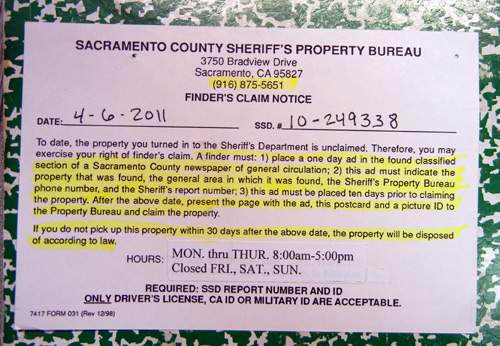 SACRAMENTO COUNTY SHERIFF'S PROPERTY BUREAU
3750 Bradview Drive
Sacramento, CA 95827
(916) 875-5651
FINDER'S CLAIM NOTICE
DATE: 4-6-2011 SSD. # 10-249338
To date, the property you turned in to the Sheriff's Department is unclaimed. Therefore, you may
exercise your right of finder's claim. A finder must: 1) place a one day ad in the found classified
section of a Sacramento County newspaper of general circulation; 2) this ad must indicate the
property that was found, the general area in which it was found, the Sheriff's Property Bureau
phone number, and the Sheriff's report number; 3) this ad must be placed ten days prior to claiming
the property. After the above date, present the page with the ad, this postcard and a picture ID to
the Property Bureau and claim the property.
If you do not pick up this property within 30 days after the above date, the property will be disposed
of according to law.
HOURS: MON. thru THUR. 8:00am-5:00pm
Closed FRI., SAT., SUN.
REQUIRED: SSD REPORT NUMBER AND ID
ONLY DRIVER'S LICENSE, CA ID OR MILITARY ID ARE ACCEPTABLE.
7417 FORM 031 (Rev 12/98)